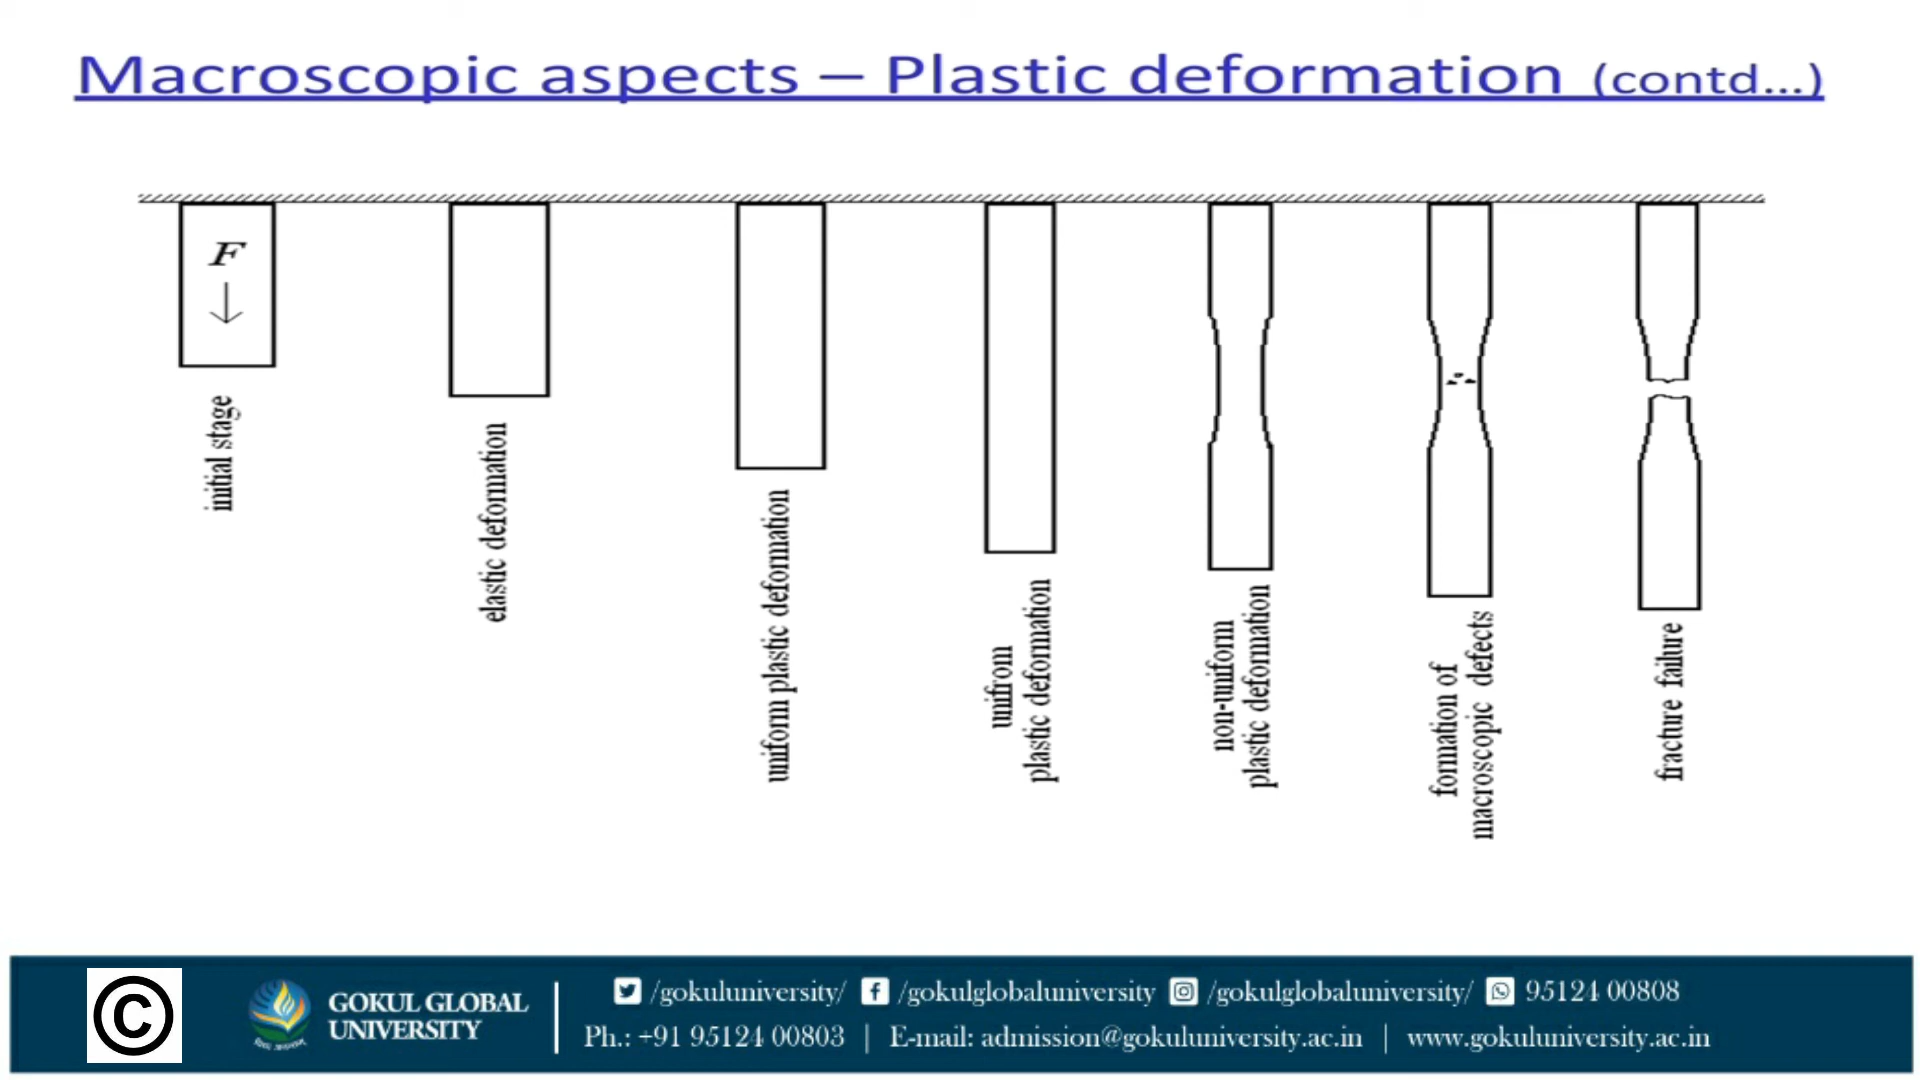 Macroscopic aspects – Plastic deformation (contd...)
F
initial stage
elastic deformation
uniform plastic deformation
unifrom
plastic deformation
non-uniform
plastic deformation
formation of
macroscopic defects
fracture failure
©
GOKUL GLOBAL
UNIVERSITY
/gokuluniversity/ /gokulglobaluniversity /gokulglobaluniversity/ 95124 00808
Ph.: +91 95124 00803 | E-mail: admission@gokuluniversity.ac.in | www.gokuluniversity.ac.in